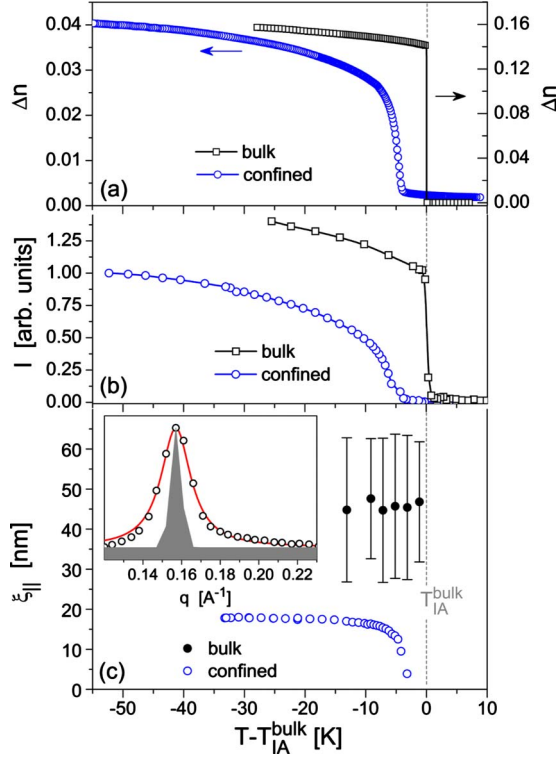 0.04
0.03
0.02
0.01
0.00
Δn
0.16
0.12
0.08
0.04
0.00
Δn
bulk
confined
(a)
1.25
1.00
0.75
0.50
0.25
0.00
I [arb. units]
bulk
confined
(b)
60
50
40
30
20
10
0
ξ|| [nm]
0.14 0.16 0.18 0.20 0.22
q [A⁻¹]
T_IA^bulk
bulk
confined
(c)
-50 -40 -30 -20 -10 0 10
T-T_IA^bulk [K]